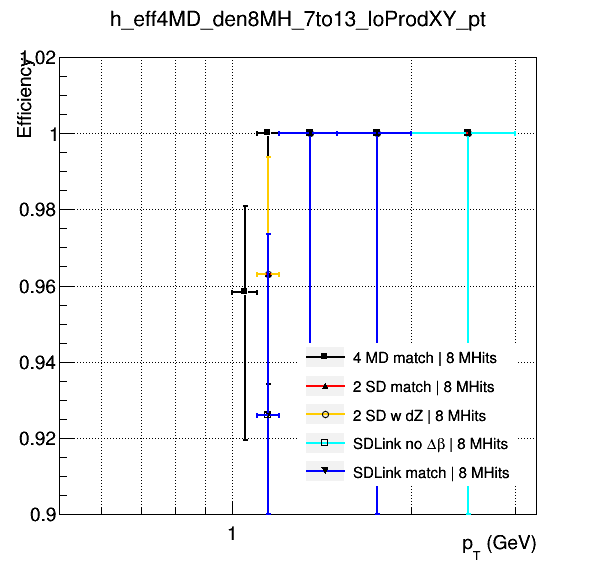 h_eff4MD_den8MH_7to13_loProdXY_pt
Efficiency
1.02
1
0.98
0.96
0.94
0.92
0.9
4 MD match | 8 MHits
2 SD match | 8 MHits
2 SD w dZ | 8 MHits
SDLink no Δβ | 8 MHits
SDLink match | 8 MHits
1
p_T (GeV)